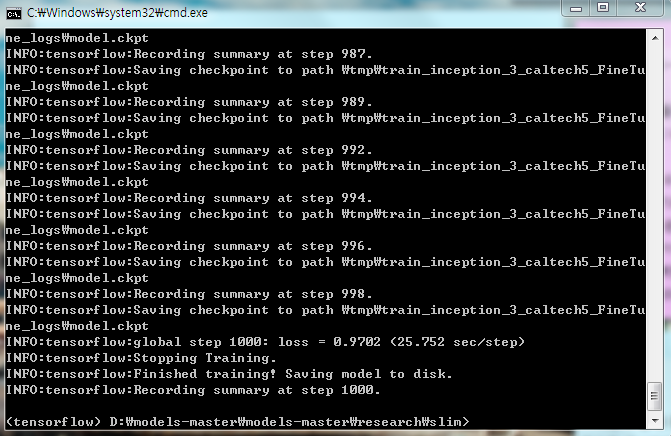 C:₩Windows₩system32₩cmd.exe
ne_logs₩model.ckpt
INFO:tensorflow:Recording summary at step 987.
INFO:tensorflow:Saving checkpoint to path ₩tmp₩train_inception_3_caltech5_FineTu
ne_logs₩model.ckpt
INFO:tensorflow:Recording summary at step 989.
INFO:tensorflow:Saving checkpoint to path ₩tmp₩train_inception_3_caltech5_FineTu
ne_logs₩model.ckpt
INFO:tensorflow:Recording summary at step 992.
INFO:tensorflow:Saving checkpoint to path ₩tmp₩train_inception_3_caltech5_FineTu
ne_logs₩model.ckpt
INFO:tensorflow:Recording summary at step 994.
INFO:tensorflow:Saving checkpoint to path ₩tmp₩train_inception_3_caltech5_FineTu
ne_logs₩model.ckpt
INFO:tensorflow:Recording summary at step 996.
INFO:tensorflow:Saving checkpoint to path ₩tmp₩train_inception_3_caltech5_FineTu
ne_logs₩model.ckpt
INFO:tensorflow:Recording summary at step 998.
INFO:tensorflow:Saving checkpoint to path ₩tmp₩train_inception_3_caltech5_FineTu
ne_logs₩model.ckpt
INFO:tensorflow:global step 1000: loss = 0.9702 (25.752 sec/step)
INFO:tensorflow:Stopping Training.
INFO:tensorflow:Finished training! Saving model to disk.
INFO:tensorflow:Recording summary at step 1000.
(tensorflow) D:₩models-master₩models-master₩research₩slim>